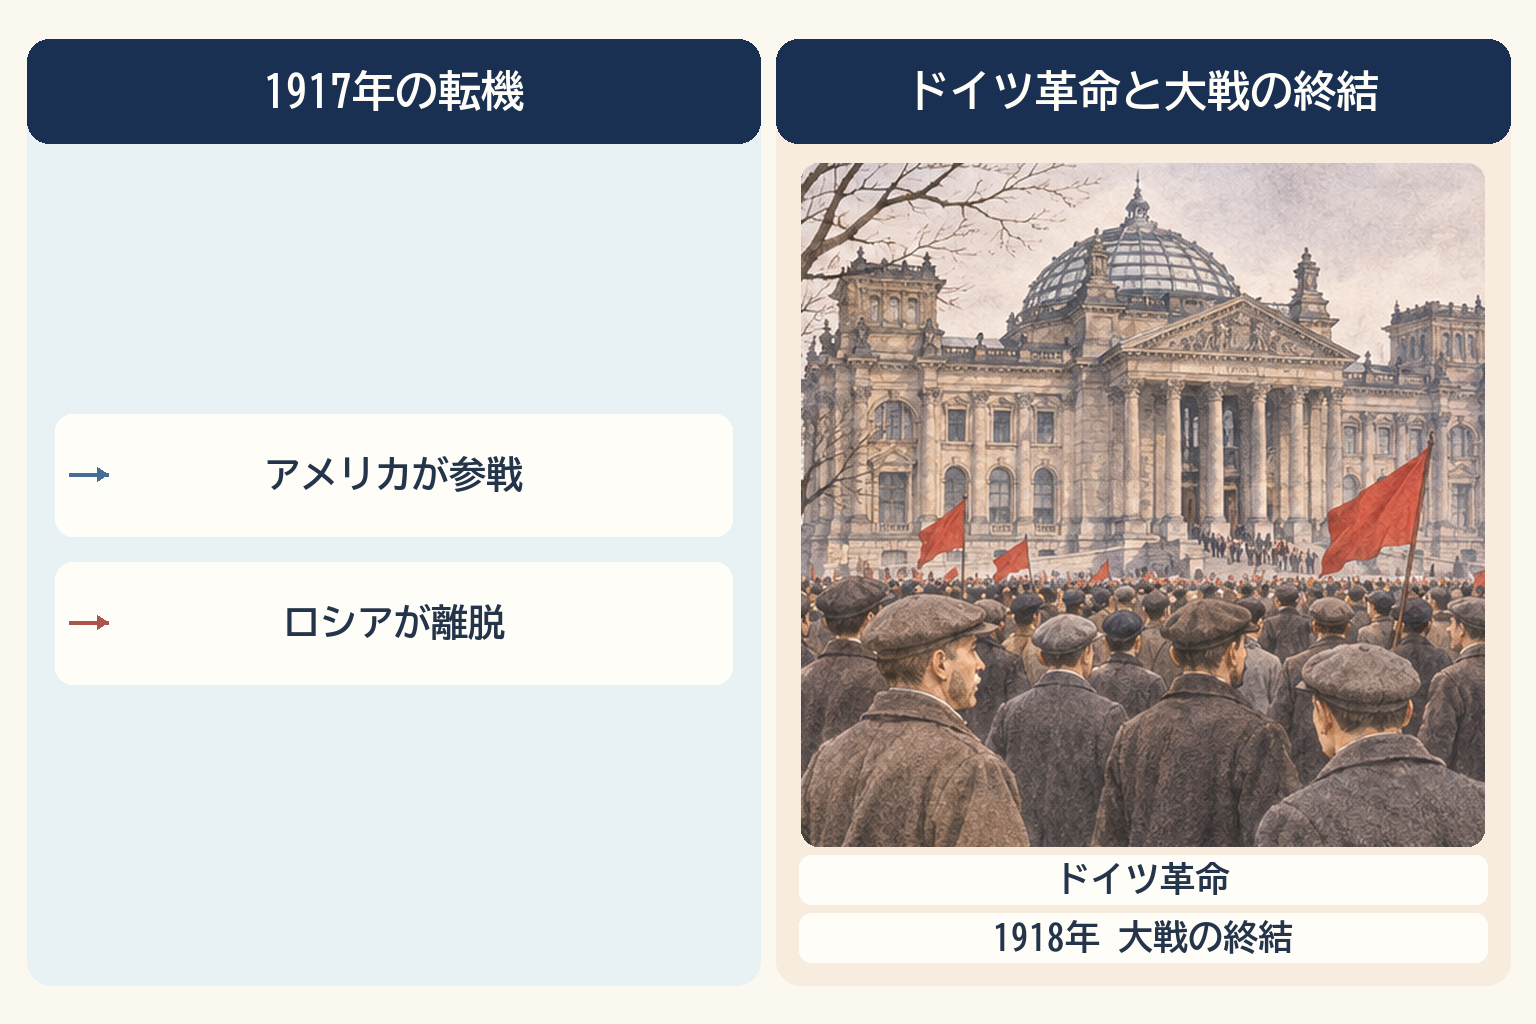 1917年の転機
アメリカが参戦
ロシアが離脱
ドイツ革命と大戦の終結
ドイツ革命
1918年 大戦の終結